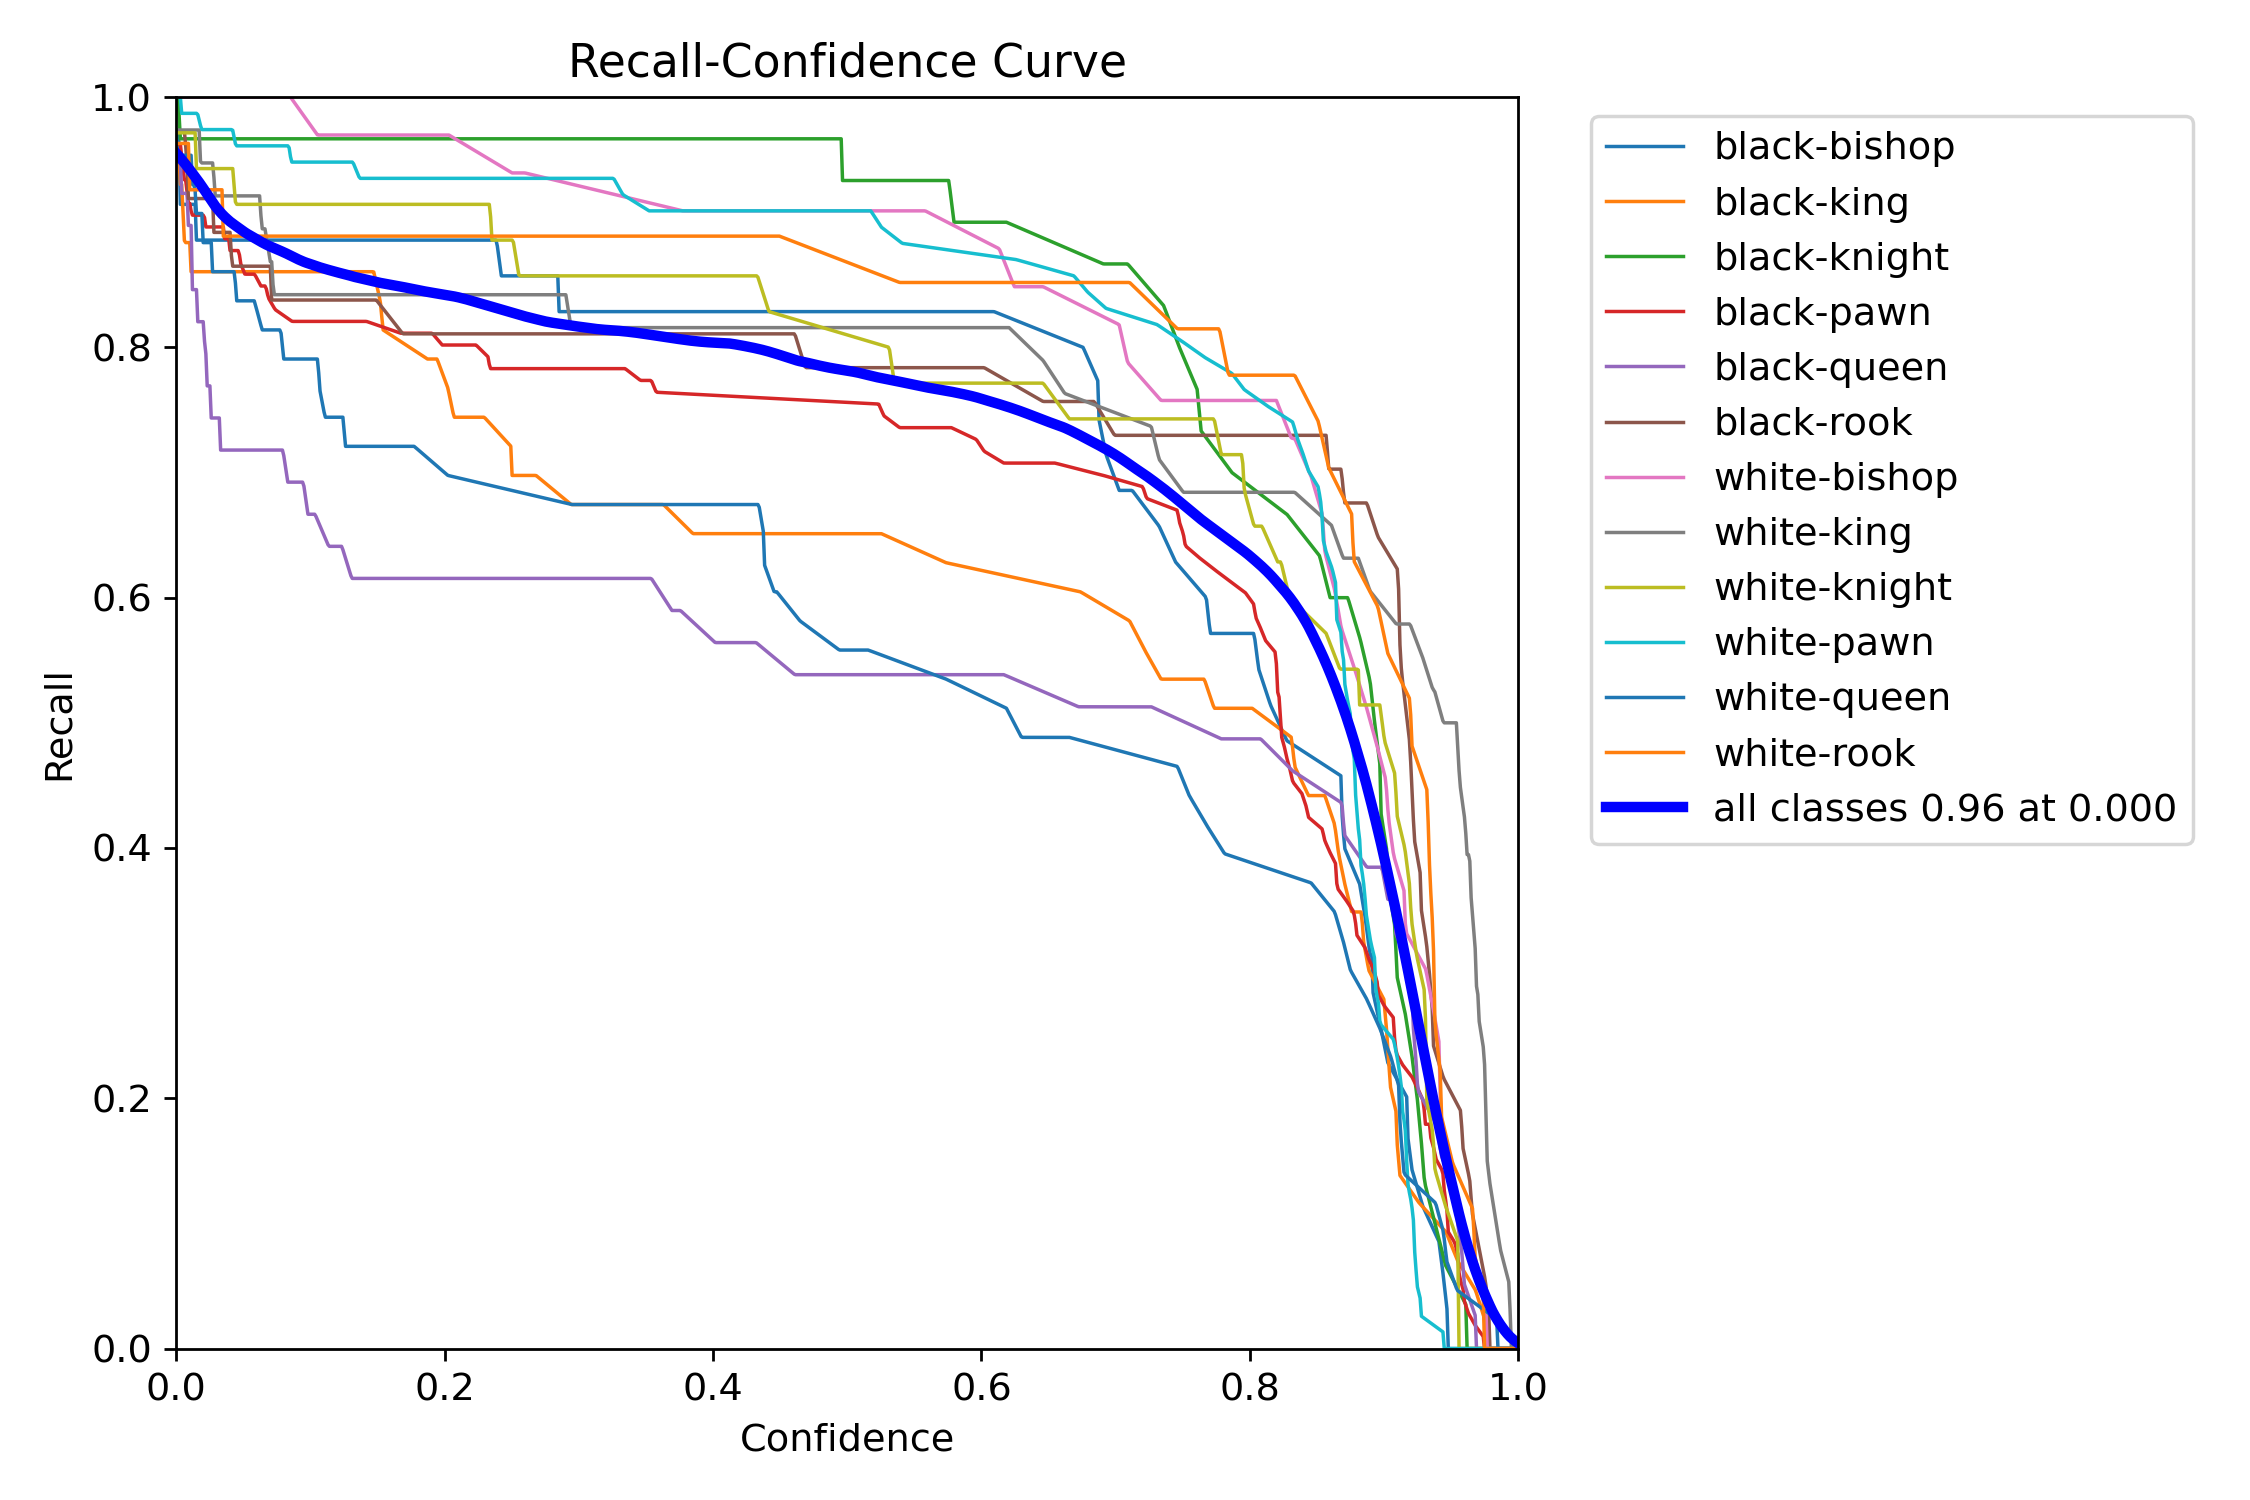 Recall-Confidence Curve
1.0
0.8
0.6
0.4
0.2
0.0
Recall
0.0 0.2 0.4 0.6 0.8 1.0
Confidence
black-bishop
black-king
black-knight
black-pawn
black-queen
black-rook
white-bishop
white-king
white-knight
white-pawn
white-queen
white-rook
all classes 0.96 at 0.000